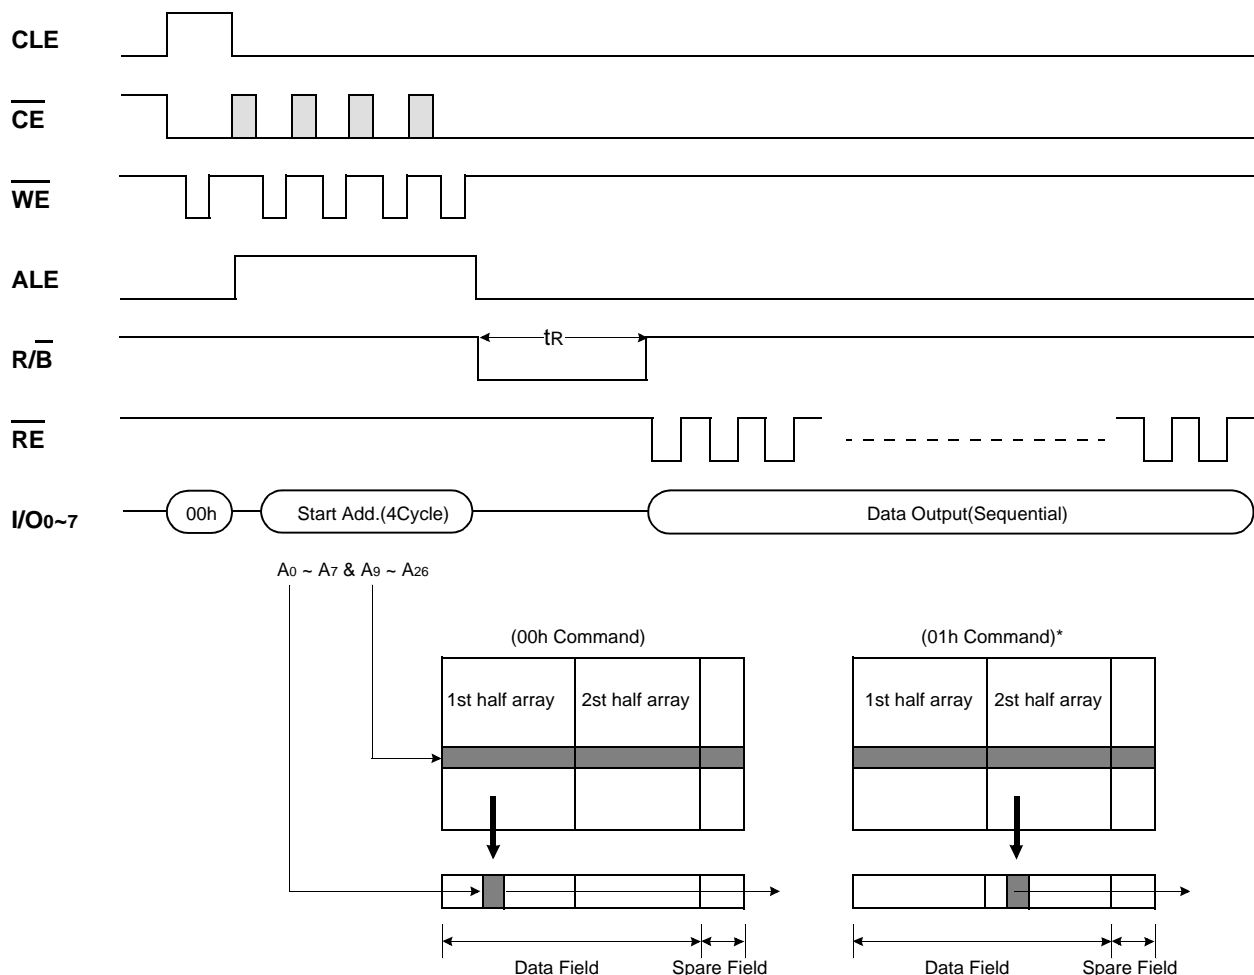 CLE
CE
WE
ALE
R/B
tR
RE
I/O0~7
00h
Start Add.(4Cycle)
Data Output(Sequential)
A0 ~ A7 & A9 ~ A26
(00h Command)
(01h Command)*
1st half array
2st half array
1st half array
2st half array
Data Field
Spare Field
Data Field
Spare Field